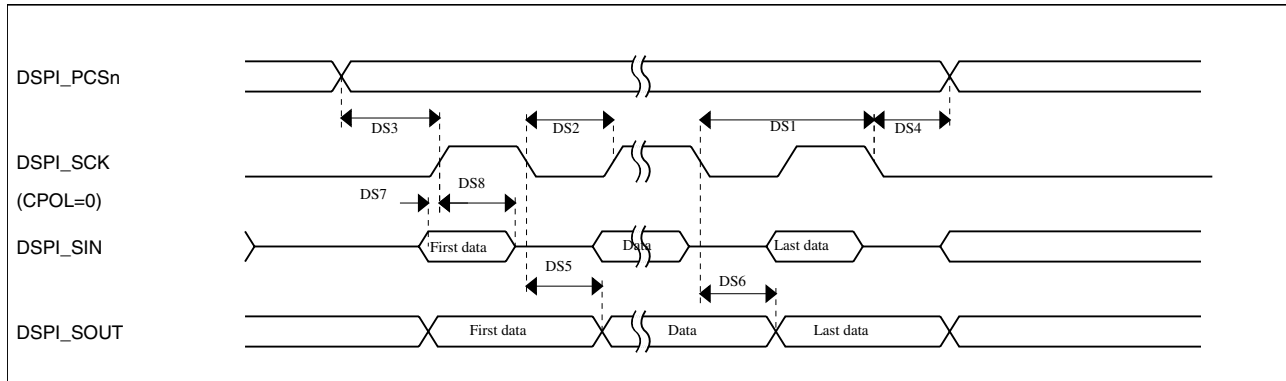 DSPI_PCSn
DS3
DS2
DS1
DS4
DSPI_SCK
(CPOL=0)
DS7
DS8
DSPI_SIN
First data
Data
Last data
DS5
DS6
DSPI_SOUT
First data
Data
Last data